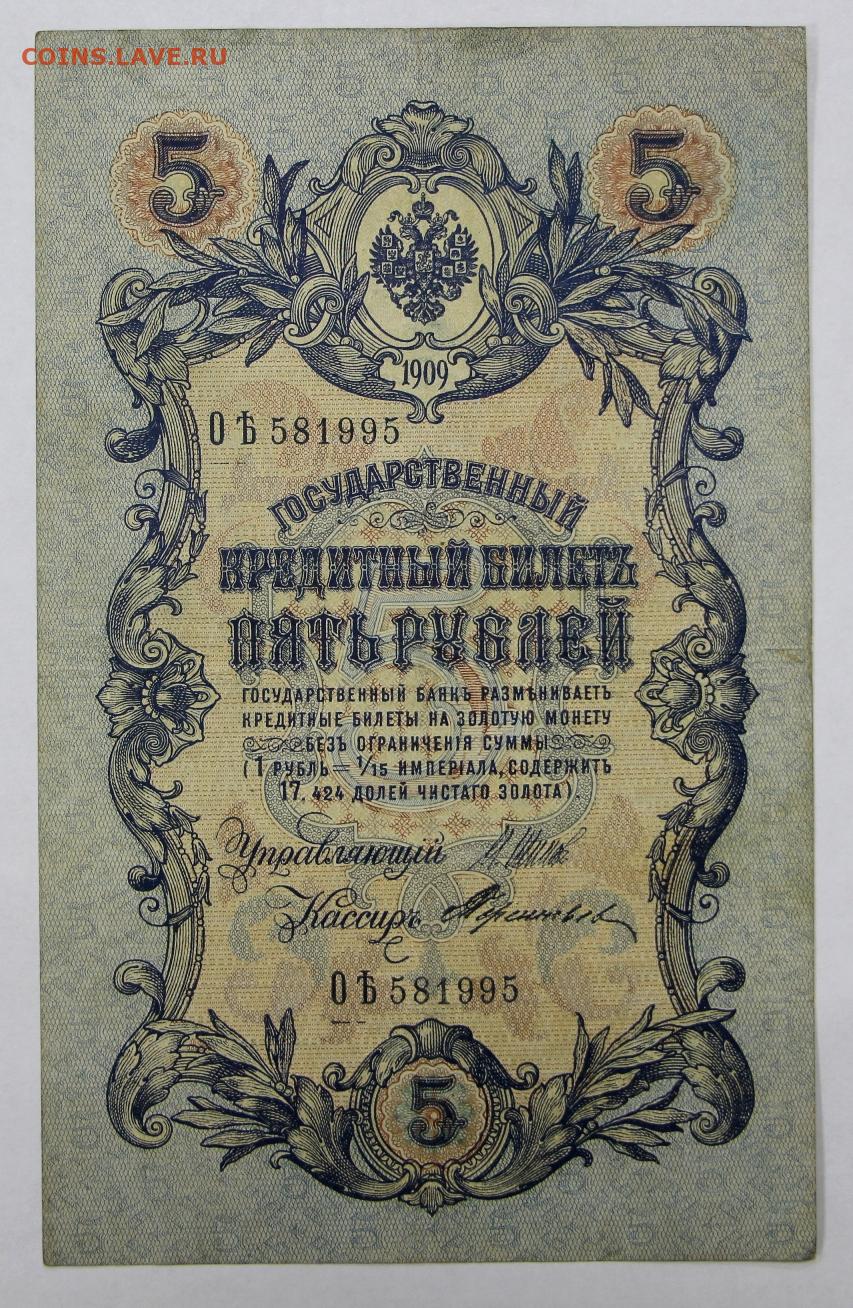 COINS.LAVE.RU
5 5
1909
ОѢ 581995
ГОСУДАРСТВЕННЫЙ
КРЕДИТНЫЙ БИЛЕТЪ
ПЯТЬ РУБЛЕЙ
ГОСУДАРСТВЕННЫЙ БАНКЪ РАЗМѢНИВАЕТЪ
КРЕДИТНЫЕ БИЛЕТЫ НА ЗОЛОТУЮ МОНЕТУ
БЕЗЪ ОГРАНИЧЕНІЯ СУММЫ
(1 РУБЛЬ = 1/15 ИМПЕРІАЛА, СОДЕРЖИТЪ
17,424 ДОЛЕЙ ЧИСТАГО ЗОЛОТА).
Управляющій
Кассиръ
ОѢ 581995
5